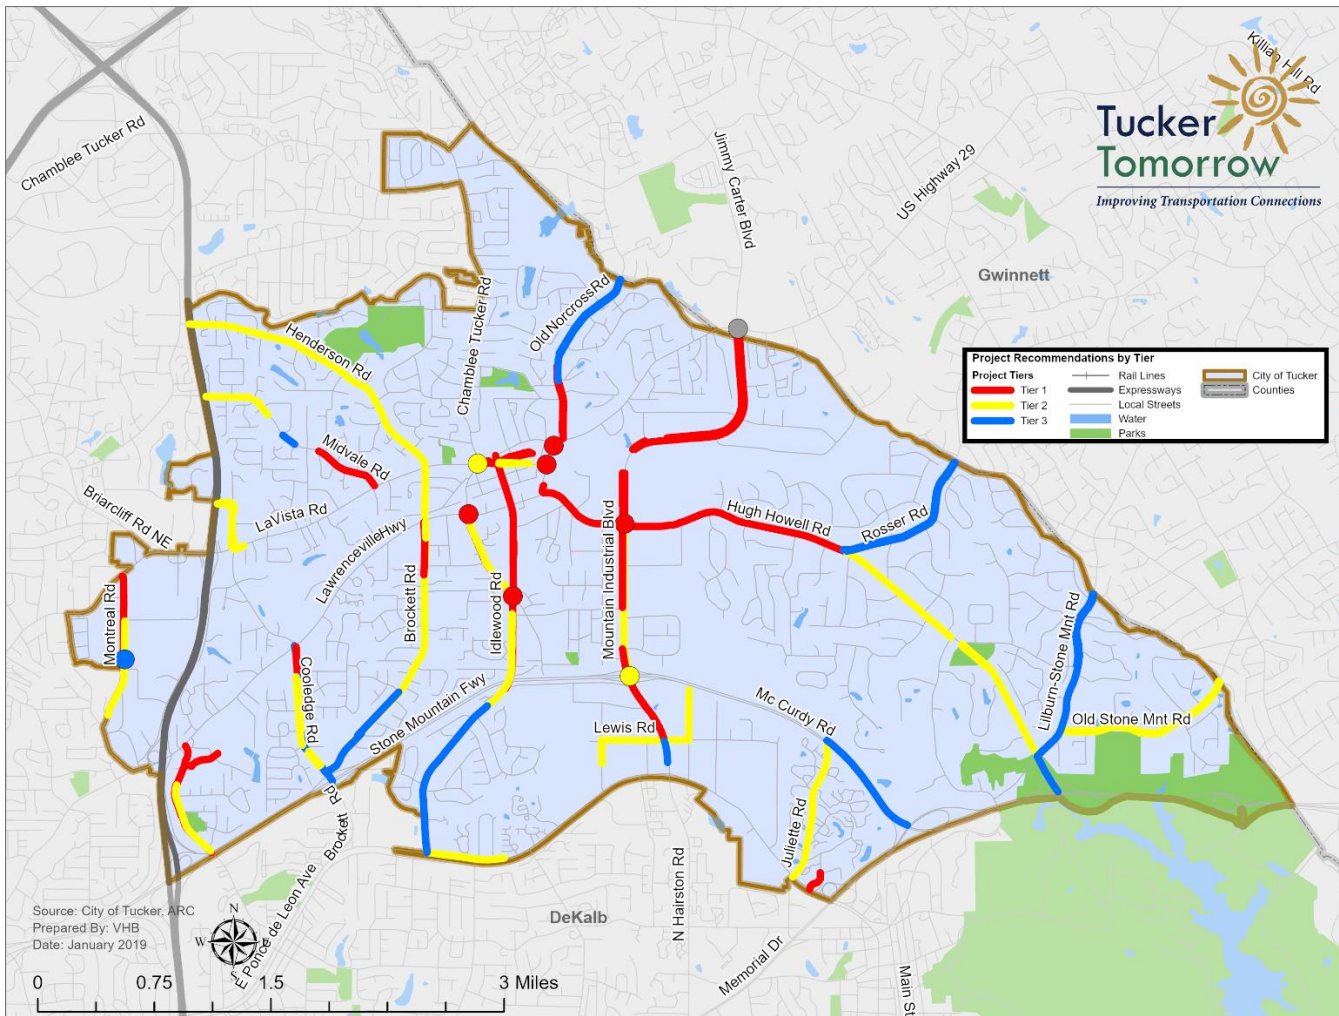 Killian Hill Rd
Tucker
Tomorrow
Improving Transportation Connections
Chamblee Tucker Rd
Jimmy Carter Blvd
US Highway 29
Gwinnett
Old Norcross Rd
Chamblee Tucker Rd
Henderson Rd
Project Recommendations by Tier
Project Tiers
Tier 1
Tier 2
Tier 3
Rail Lines
Expressways
Local Streets
Water
Parks
City of Tucker
Counties
Midvale Rd
LaVista Rd
Briarcliff Rd NE
Lawrenceville Hwy
Hugh Howell Rd
Rosser Rd
Montreal Rd
Brockett Rd
Idlewood Rd
Mountain Industrial Blvd
Cooledge Rd
Stone Mountain Fwy
Lewis Rd
Mc Curdy Rd
Lilburn-Stone Mnt Rd
Old Stone Mnt Rd
Juliette Rd
Brockett Rd
E Ponce de Leon Ave
DeKalb
N Hairston Rd
Memorial Dr
Main St
Source: City of Tucker, ARC
Prepared By: VHB
Date: January 2019
N
W
E
S
0 0.75 1.5 3 Miles